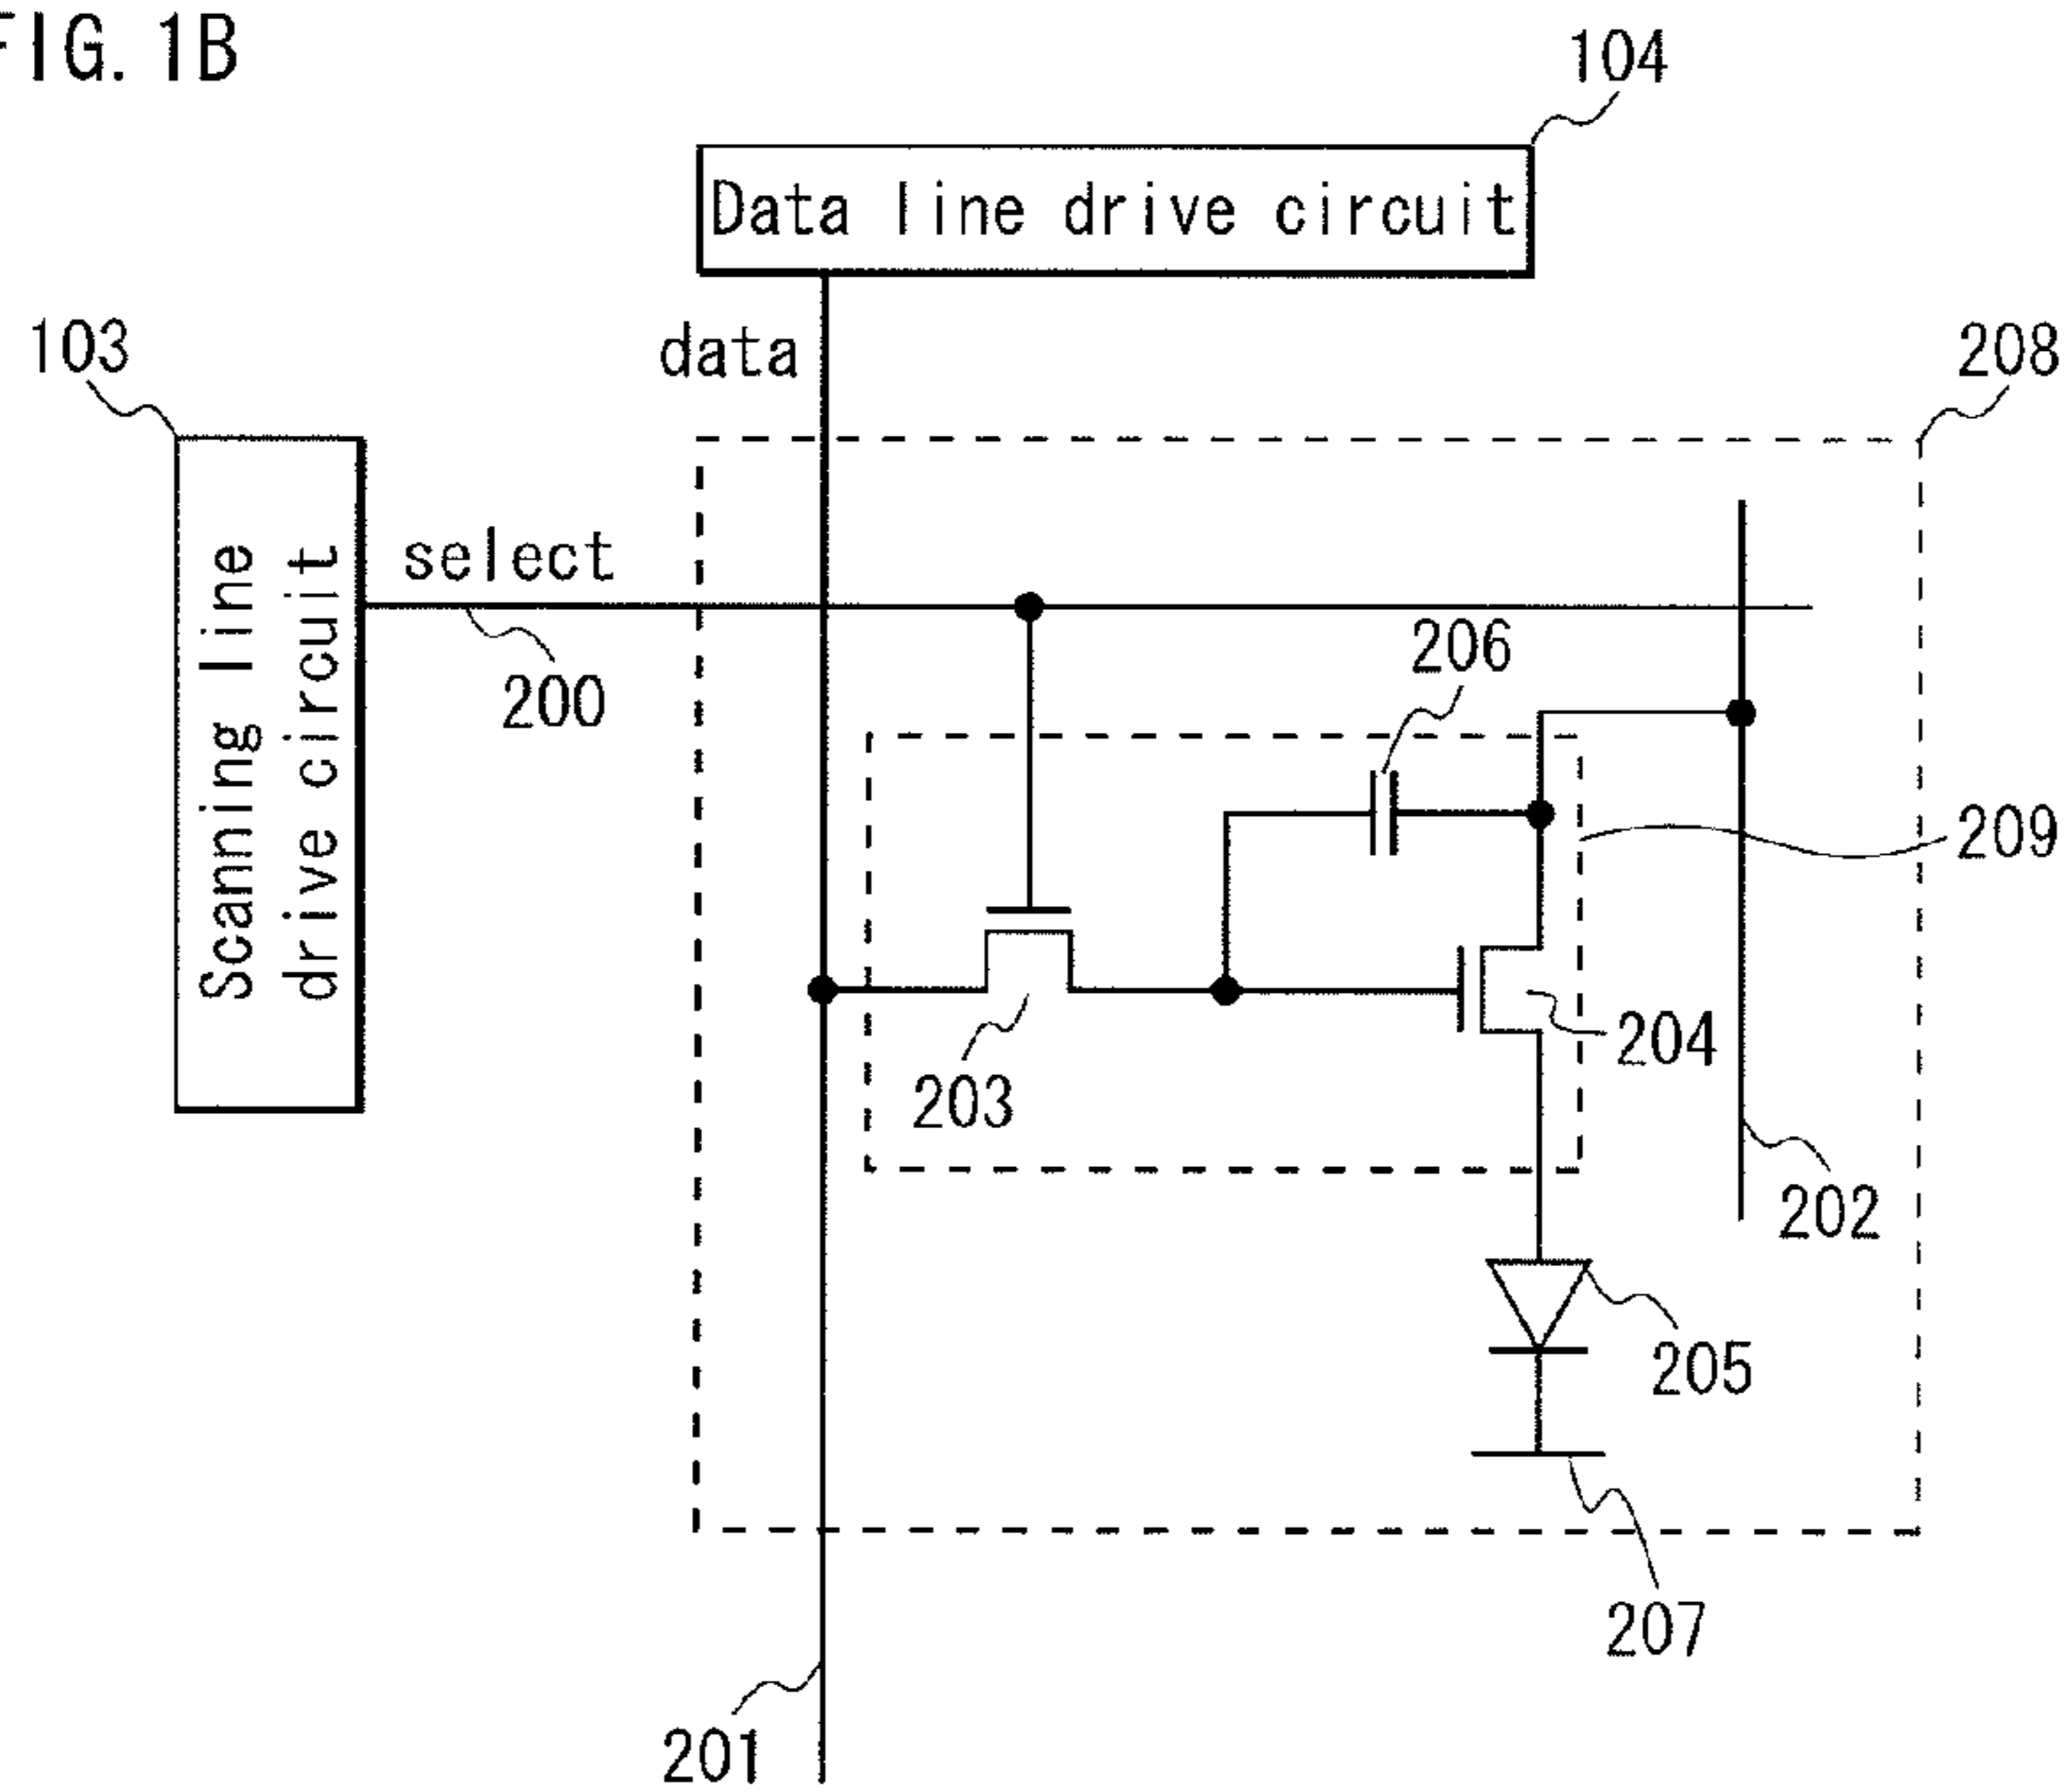 FIG. 1B
104
Data line drive circuit
103
data
208
Scanning line
drive circuit
select
200
206
209
203
204
202
205
207
201